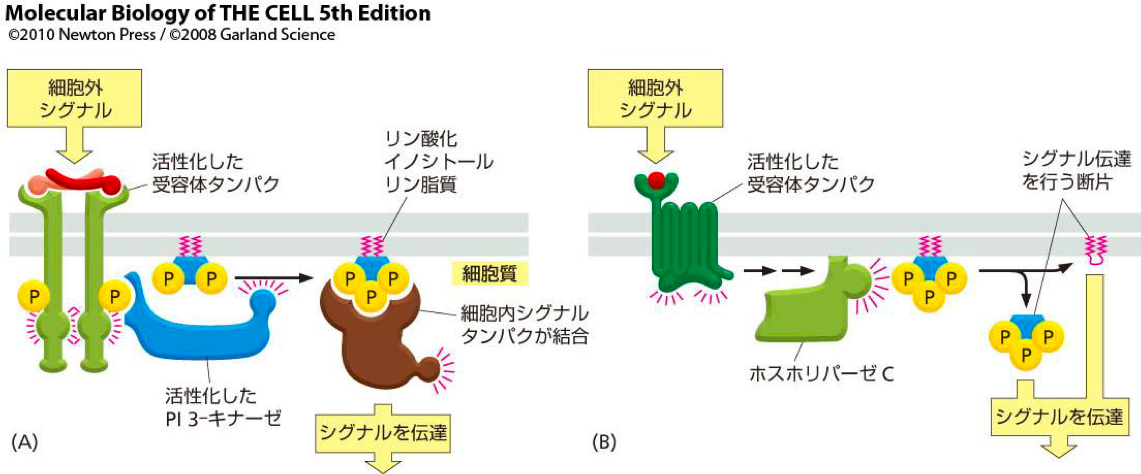 Molecular Biology of THE CELL 5th Edition
©2010 Newton Press / ©2008 Garland Science
細胞外
シグナル
活性化した
受容体タンパク
リン酸化
イノシトール
リン脂質
P
P
P
P
P
P
P
細胞質
細胞内シグナル
タンパクが結合
活性化した
PI 3-キナーゼ
シグナルを伝達
(A)
細胞外
シグナル
活性化した
受容体タンパク
シグナル伝達
を行う断片
P
P
P
P
P
P
ホスホリパーゼ C
シグナルを伝達
(B)